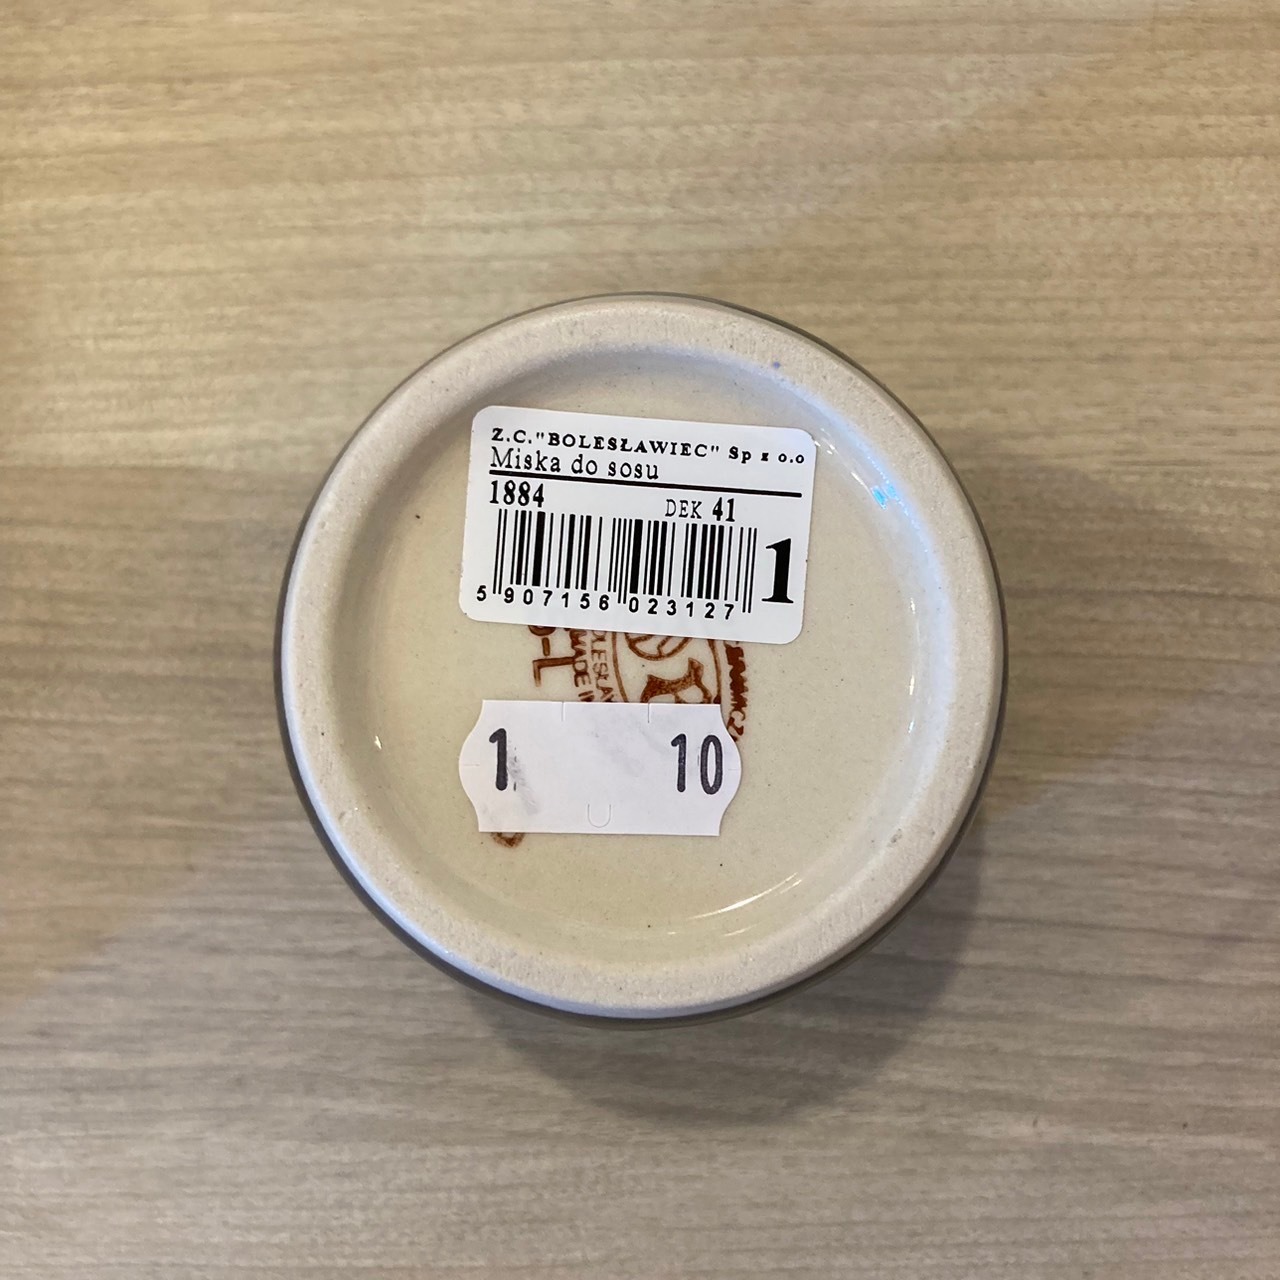 Z.C."BOLESŁAWIEC" Sp z o.o
Miska do sosu
1884 DEK 41
1
5 907156 023127
1 10